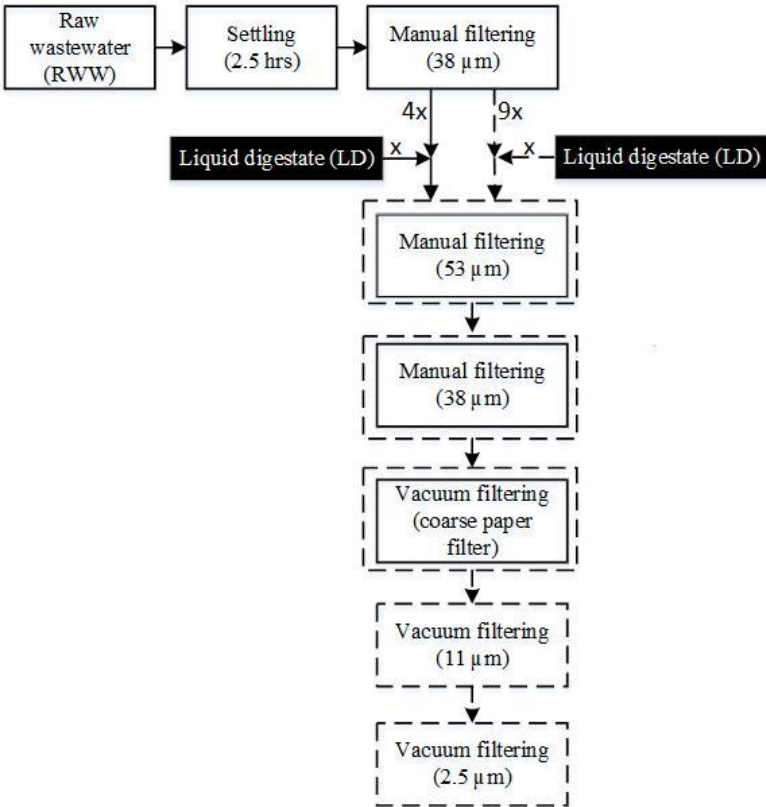 Raw
wastewater
(RWW)
Settling
(2.5 hrs)
Manual filtering
(38 µm)
4x
9x
Liquid digestate (LD)
x
x
Liquid digestate (LD)
Manual filtering
(53 µm)
Manual filtering
(38 µm)
Vacuum filtering
(coarse paper
filter)
Vacuum filtering
(11 µm)
Vacuum filtering
(2.5 µm)